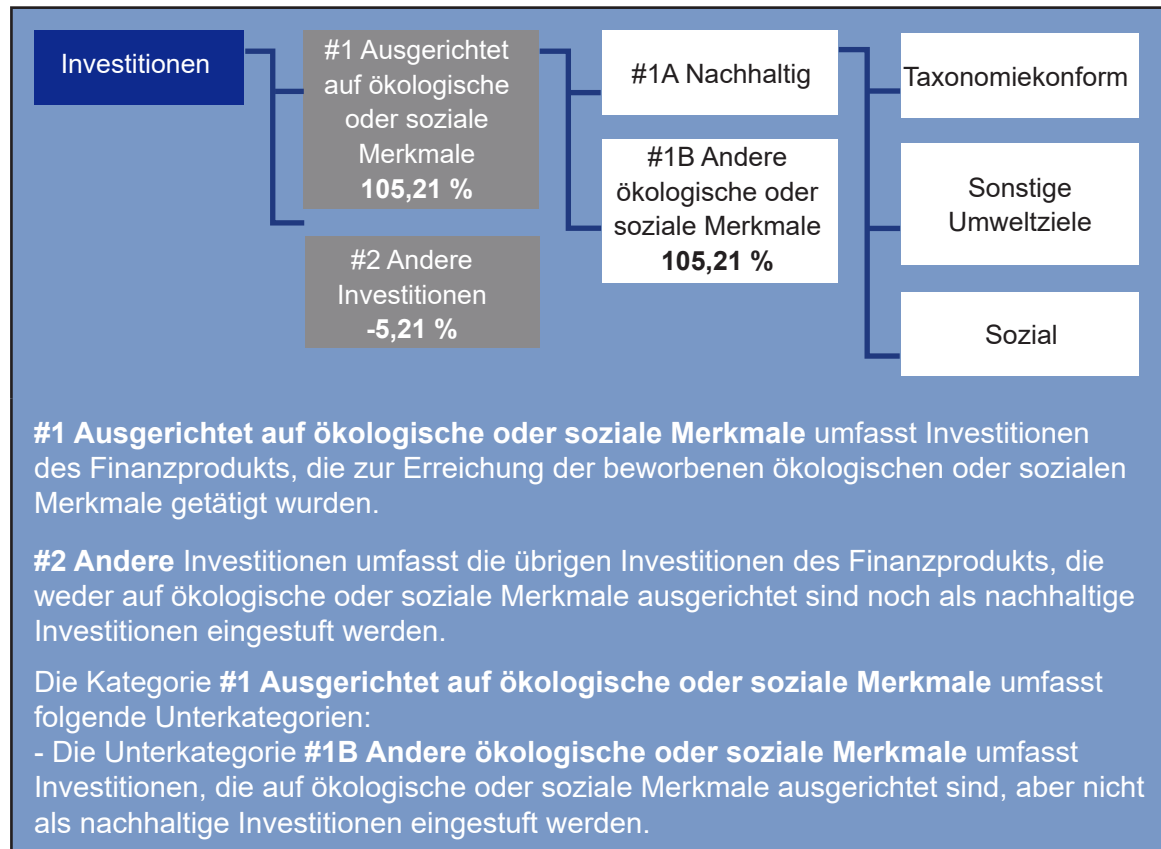 Investitionen
#1 Ausgerichtet
auf ökologische
oder soziale
Merkmale
105,21 %
#2 Andere
Investitionen
-5,21 %
#1A Nachhaltig
#1B Andere
ökologische oder
soziale Merkmale
105,21 %
Taxonomiekonform
Sonstige
Umweltziele
Sozial
#1 Ausgerichtet auf ökologische oder soziale Merkmale umfasst Investitionen
des Finanzprodukts, die zur Erreichung der beworbenen ökologischen oder sozialen
Merkmale getätigt wurden.
#2 Andere Investitionen umfasst die übrigen Investitionen des Finanzprodukts, die
weder auf ökologische oder soziale Merkmale ausgerichtet sind noch als nachhaltige
Investitionen eingestuft werden.
Die Kategorie #1 Ausgerichtet auf ökologische oder soziale Merkmale umfasst
folgende Unterkategorien:
- Die Unterkategorie #1B Andere ökologische oder soziale Merkmale umfasst
Investitionen, die auf ökologische oder soziale Merkmale ausgerichtet sind, aber nicht
als nachhaltige Investitionen eingestuft werden.